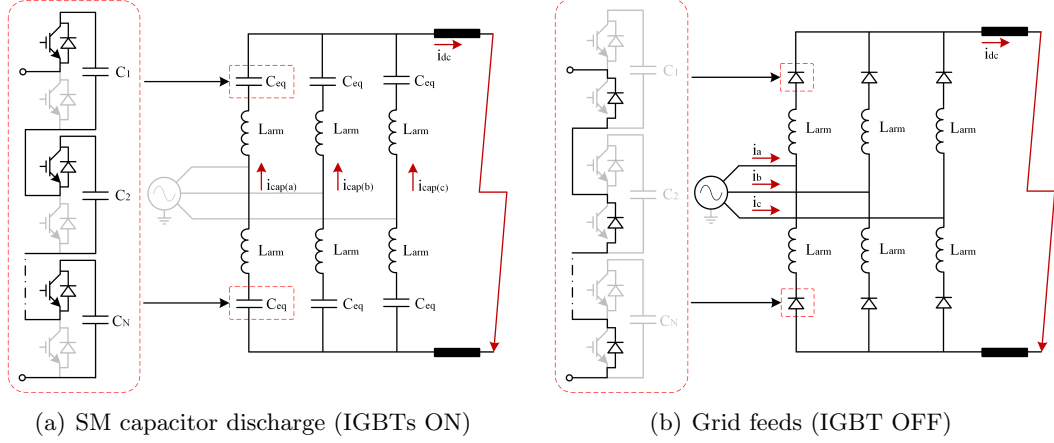 C1
Ceq Ceq Ceq
idc
Larm Larm Larm
C2
icap(a) icap(b) icap(c)
Larm Larm Larm
CN
Ceq Ceq Ceq
(a) SM capacitor discharge (IGBTs ON)
C1
idc
Larm Larm Larm
ia
ib
ic
C2
Larm Larm Larm
CN
(b) Grid feeds (IGBT OFF)